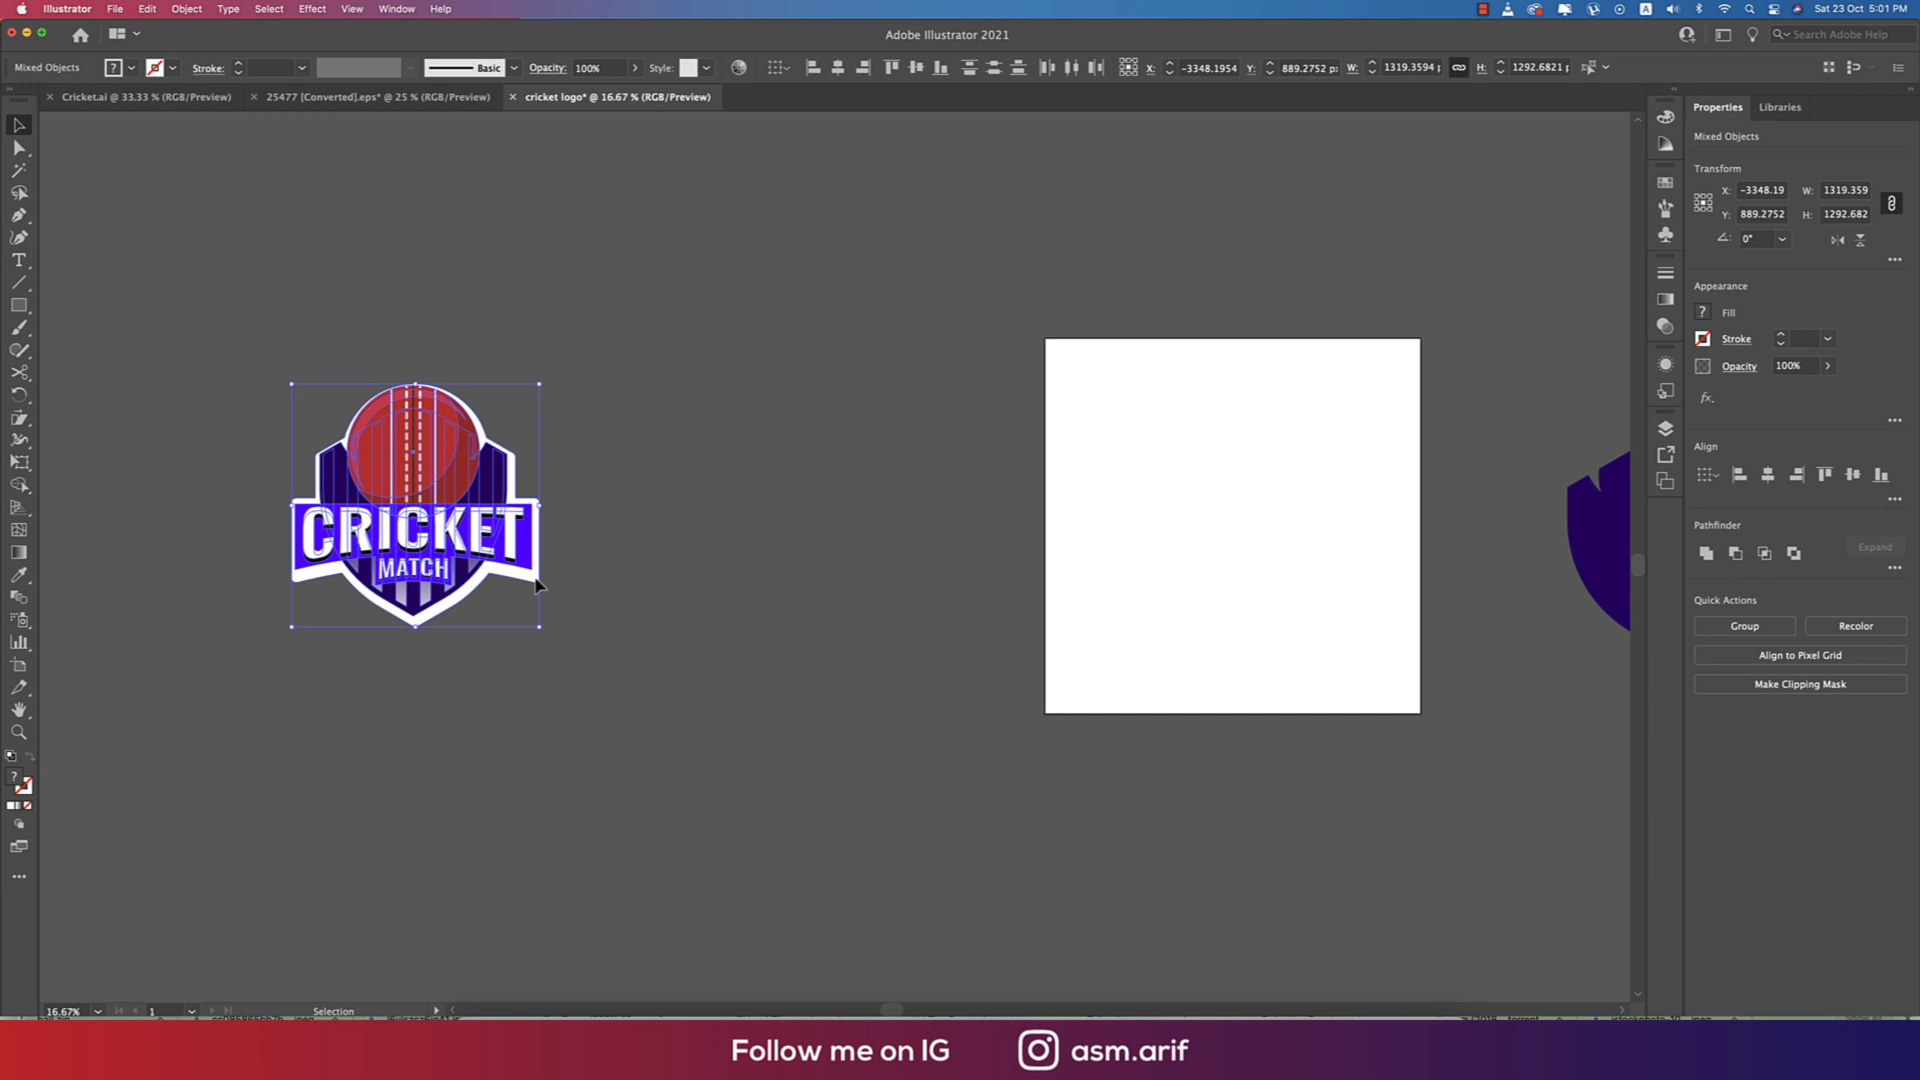 Illustrator File Edit Object Type Select Effect View Window Help
A
Sat 23 Oct 5:01 PM
Adobe Illustrator 2021
Search Adobe Help
Mixed Objects ? Stroke: Basic Opacity: 100% Style: X: -3348.1954 Y: 889.2752 p: W: 1319.3594 p H: 1292.6821 p
Cricket.ai @ 33.33 % (RGB/Preview)
25477 [Converted].eps* @ 25 % (RGB/Preview)
cricket logo* @ 16.67 % (RGB/Preview)
Properties Libraries
Mixed Objects
Transform
X: -3348.19 W: 1319.359
Y: 889.2752 H: 1292.682
0°
Appearance
? Fill
Stroke
Opacity 100%
fx.
Align
Pathfinder
Expand
Quick Actions
Group Recolor
Align to Pixel Grid
Make Clipping Mask
CRICKET
MATCH
T
?
16.67% 1 Selection
Follow me on IG asm.arif